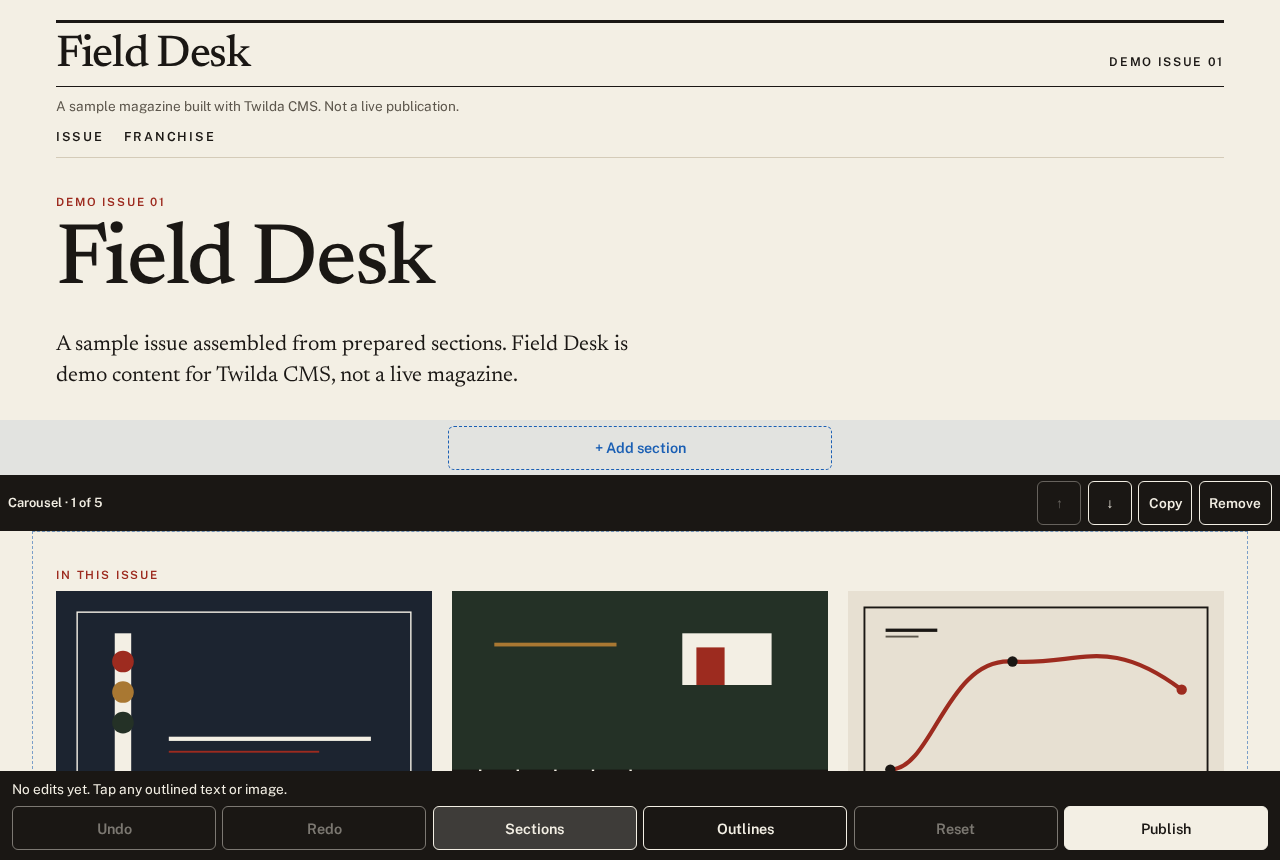 Field Desk
DEMO ISSUE 01
A sample magazine built with Twilda CMS. Not a live publication.
ISSUE FRANCHISE
DEMO ISSUE 01
Field Desk
A sample issue assembled from prepared sections. Field Desk is
demo content for Twilda CMS, not a live magazine.
+ Add section
Carousel · 1 of 5
↑ ↓ Copy Remove
IN THIS ISSUE
No edits yet. Tap any outlined text or image.
Undo Redo Sections Outlines Reset Publish